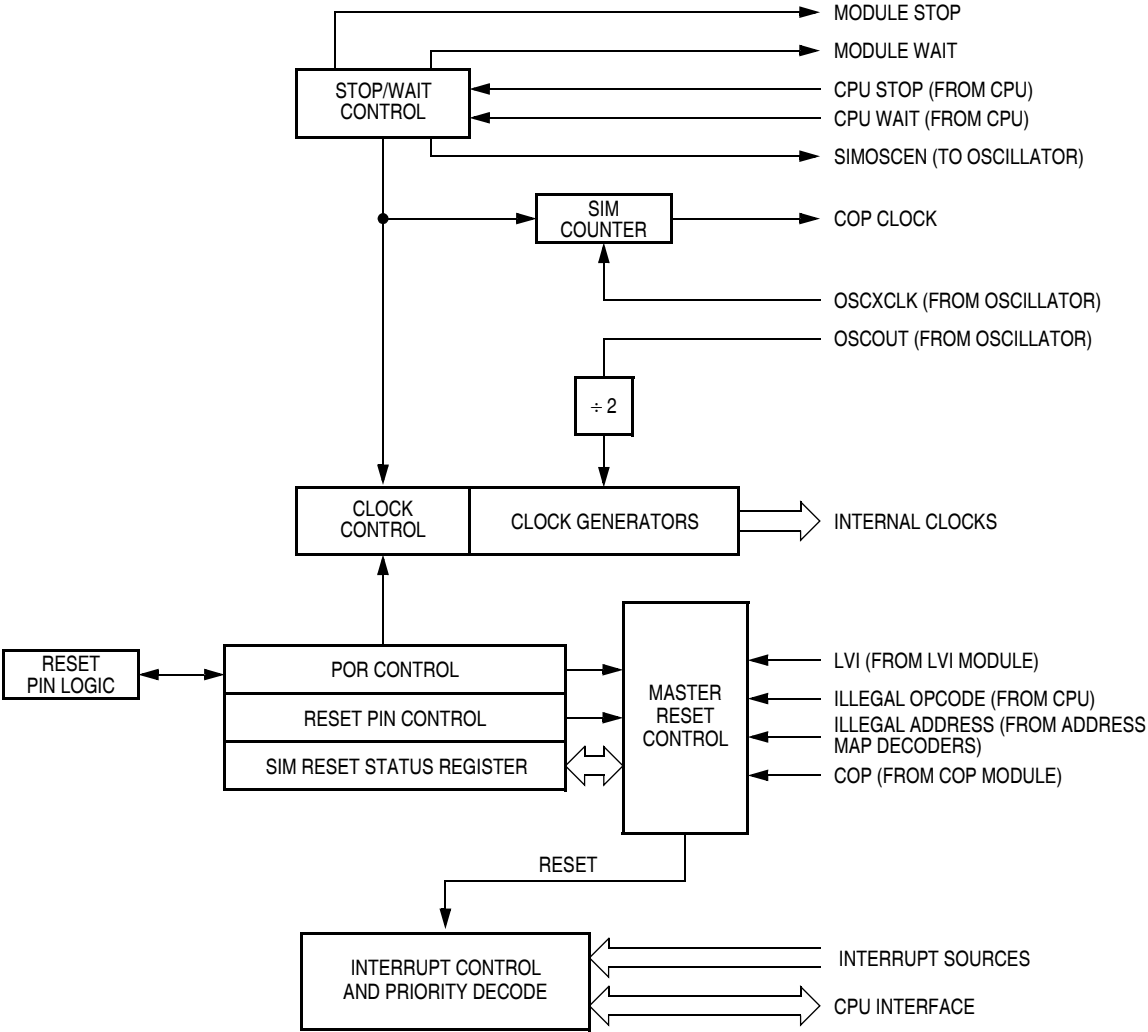 MODULE STOP
MODULE WAIT
STOP/WAIT
CONTROL
CPU STOP (FROM CPU)
CPU WAIT (FROM CPU)
SIMOSCEN (TO OSCILLATOR)
SIM
COUNTER
COP CLOCK
OSCXCLK (FROM OSCILLATOR)
OSCOUT (FROM OSCILLATOR)
÷ 2
CLOCK
CONTROL
CLOCK GENERATORS
INTERNAL CLOCKS
RESET
PIN LOGIC
POR CONTROL
RESET PIN CONTROL
SIM RESET STATUS REGISTER
MASTER
RESET
CONTROL
LVI (FROM LVI MODULE)
ILLEGAL OPCODE (FROM CPU)
ILLEGAL ADDRESS (FROM ADDRESS
MAP DECODERS)
COP (FROM COP MODULE)
RESET
INTERRUPT CONTROL
AND PRIORITY DECODE
INTERRUPT SOURCES
CPU INTERFACE